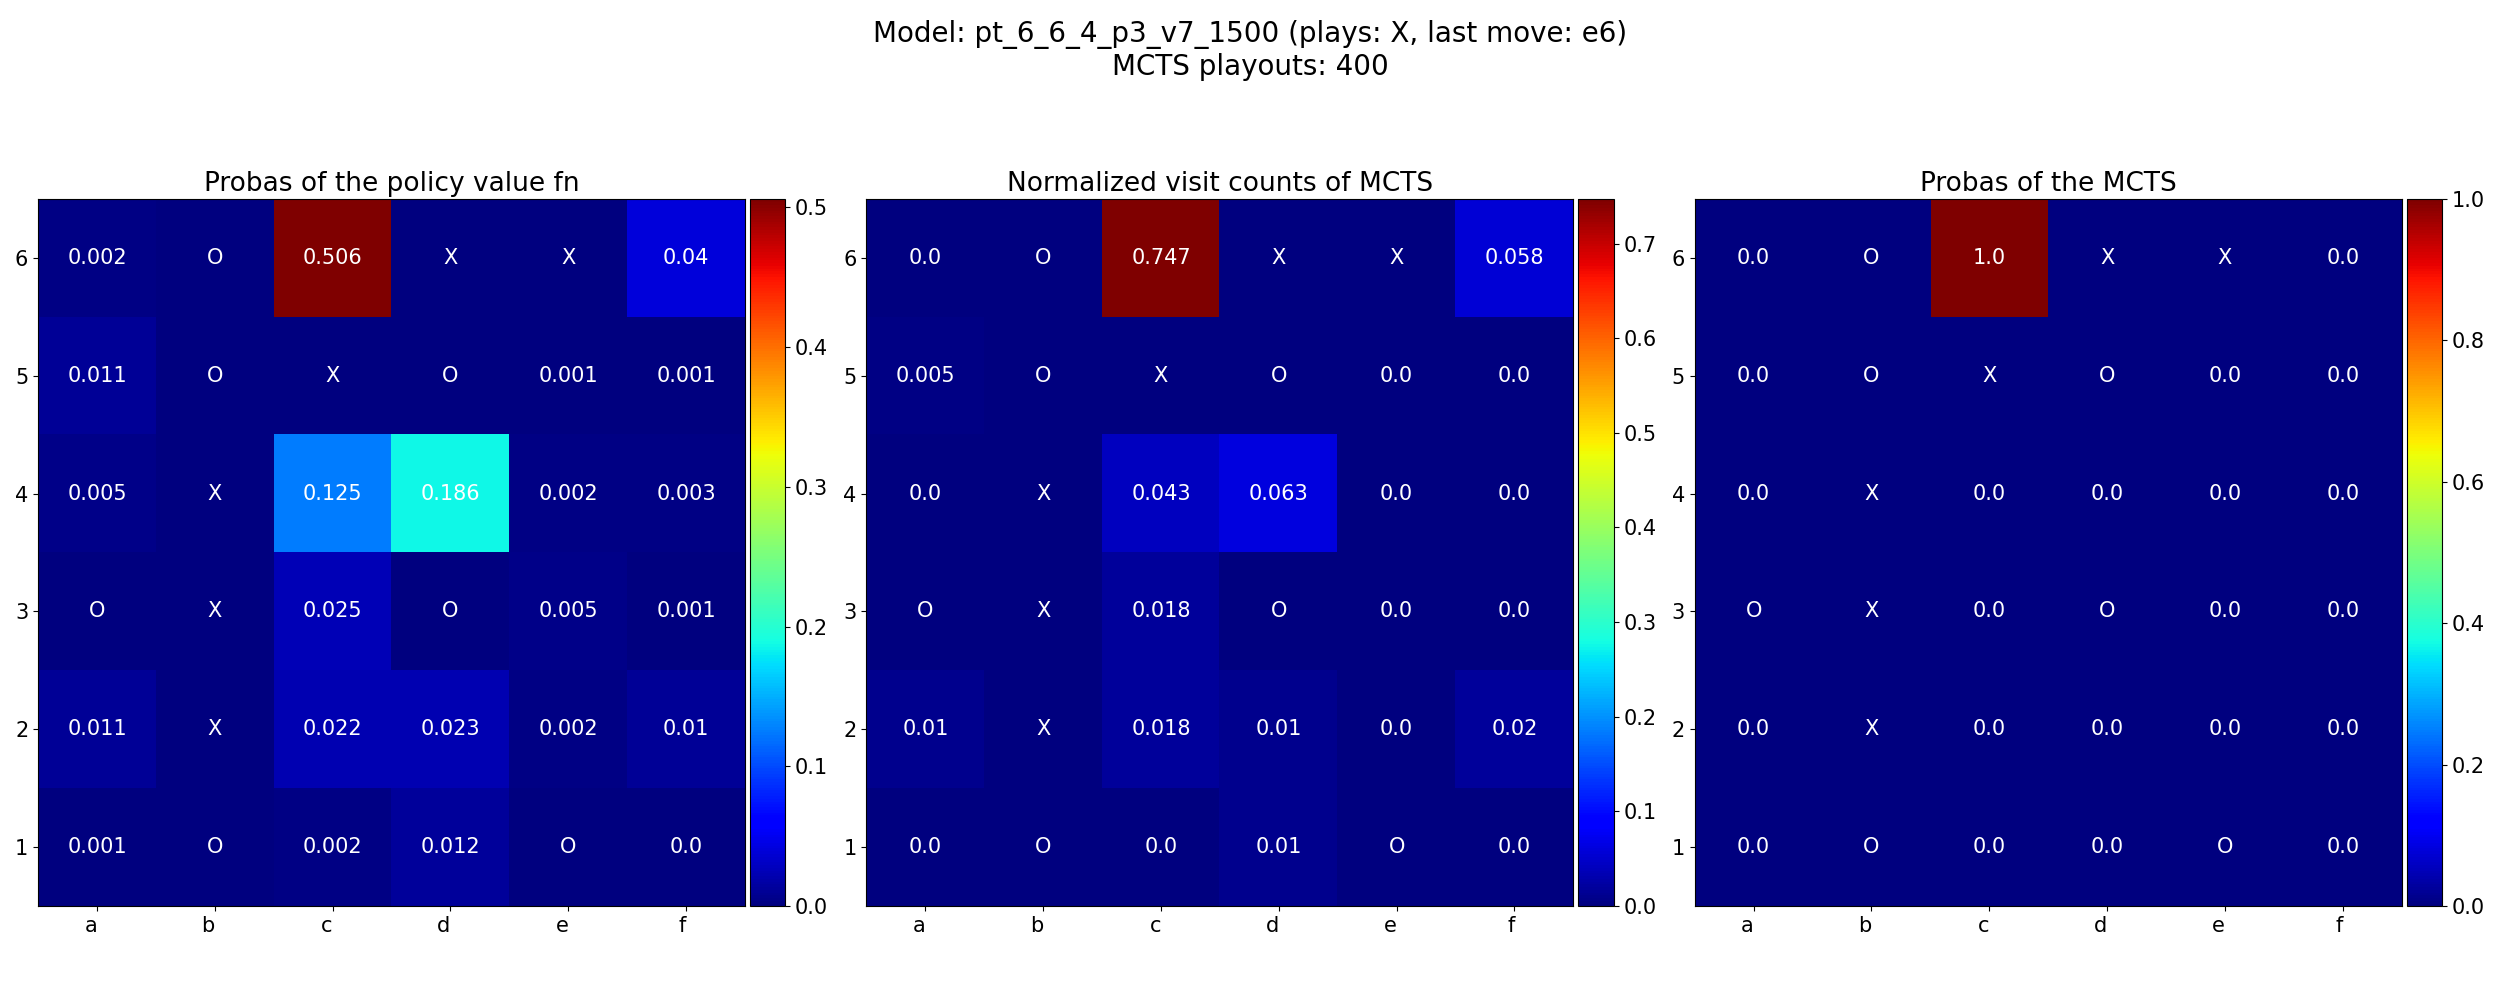 Model: pt_6_6_4_p3_v7_1500 (plays: X, last move: e6)
MCTS playouts: 400
Probas of the policy value fn
6 0.002 O 0.506 X X 0.04
5 0.011 O X O 0.001 0.001
4 0.005 X 0.125 0.186 0.002 0.003
3 O X 0.025 O 0.005 0.001
2 0.011 X 0.022 0.023 0.002 0.01
1 0.001 O 0.002 0.012 O 0.0
a b c d e f
0.5
0.4
0.3
0.2
0.1
0.0
Normalized visit counts of MCTS
6 0.0 O 0.747 X X 0.058
5 0.005 O X O 0.0 0.0
4 0.0 X 0.043 0.063 0.0 0.0
3 O X 0.018 O 0.0 0.0
2 0.01 X 0.018 0.01 0.0 0.02
1 0.0 O 0.0 0.01 O 0.0
a b c d e f
0.7
0.6
0.5
0.4
0.3
0.2
0.1
0.0
Probas of the MCTS
6 0.0 O 1.0 X X 0.0
5 0.0 O X O 0.0 0.0
4 0.0 X 0.0 0.0 0.0 0.0
3 O X 0.0 O 0.0 0.0
2 0.0 X 0.0 0.0 0.0 0.0
1 0.0 O 0.0 0.0 O 0.0
a b c d e f
1.0
0.8
0.6
0.4
0.2
0.0